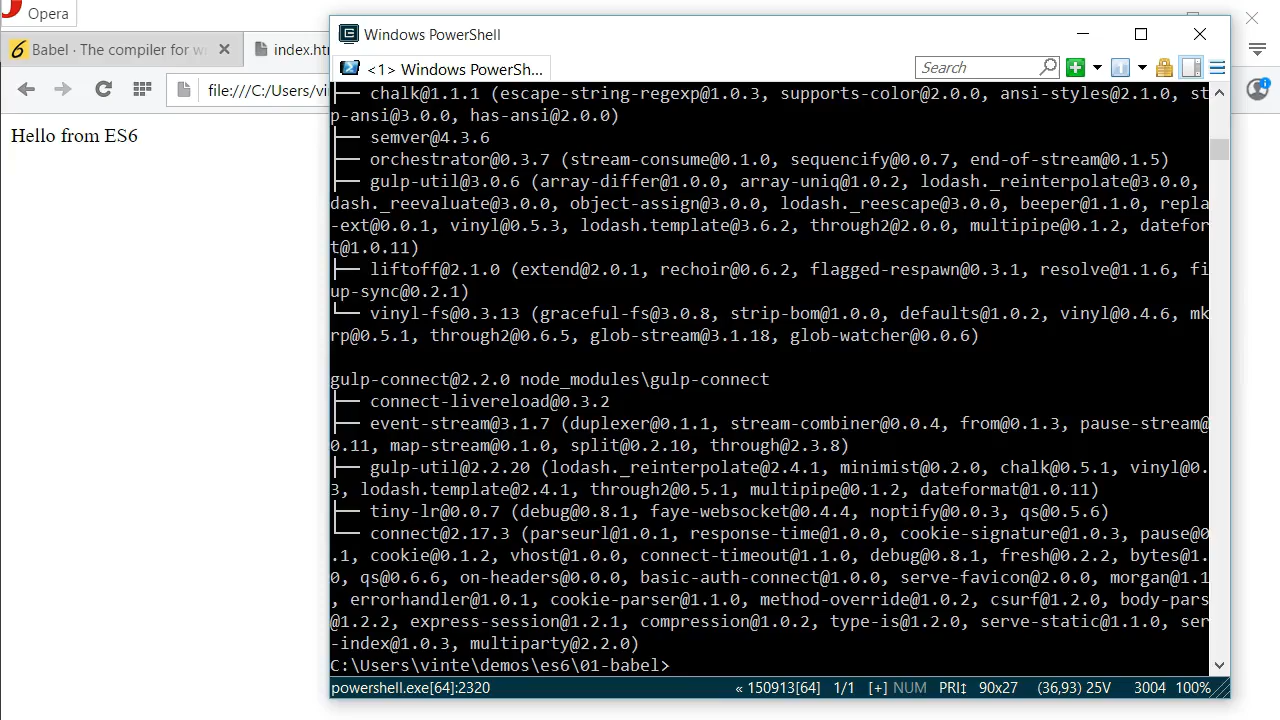 Opera
6 Babel · The compiler for w
index.htm
file:///C:/Users/vi
Hello from ES6
Windows PowerShell
<1> Windows PowerSh...
Search
├── chalk@1.1.1 (escape-string-regexp@1.0.3, supports-color@2.0.0, ansi-styles@2.1.0, st
p-ansi@3.0.0, has-ansi@2.0.0)
├── semver@4.3.6
├── orchestrator@0.3.7 (stream-consume@0.1.0, sequencify@0.0.7, end-of-stream@0.1.5)
├── gulp-util@3.0.6 (array-differ@1.0.0, array-uniq@1.0.2, lodash._reinterpolate@3.0.0,
dash._reevaluate@3.0.0, object-assign@3.0.0, lodash._reescape@3.0.0, beeper@1.1.0, repla
-ext@0.0.1, vinyl@0.5.3, lodash.template@3.6.2, through2@2.0.0, multipipe@0.1.2, datefor
t@1.0.11)
├── liftoff@2.1.0 (extend@2.0.1, rechoir@0.6.2, flagged-respawn@0.3.1, resolve@1.1.6, fi
up-sync@0.2.1)
└── vinyl-fs@0.3.13 (graceful-fs@3.0.8, strip-bom@1.0.0, defaults@1.0.2, vinyl@0.4.6, mk
rp@0.5.1, through2@0.6.5, glob-stream@3.1.18, glob-watcher@0.0.6)
gulp-connect@2.2.0 node_modules\gulp-connect
├── connect-livereload@0.3.2
├── event-stream@3.1.7 (duplexer@0.1.1, stream-combiner@0.0.4, from@0.1.3, pause-stream@
0.11, map-stream@0.1.0, split@0.2.10, through@2.3.8)
├── gulp-util@2.2.20 (lodash._reinterpolate@2.4.1, minimist@0.2.0, chalk@0.5.1, vinyl@0.
3, lodash.template@2.4.1, through2@0.5.1, multipipe@0.1.2, dateformat@1.0.11)
├── tiny-lr@0.0.7 (debug@0.8.1, faye-websocket@0.4.4, noptify@0.0.3, qs@0.5.6)
├── connect@2.17.3 (parseurl@1.0.1, response-time@1.0.0, cookie-signature@1.0.3, pause@0
.1, cookie@0.1.2, vhost@1.0.0, connect-timeout@1.1.0, debug@0.8.1, fresh@0.2.2, bytes@1.
0, qs@0.6.6, on-headers@0.0.0, basic-auth-connect@1.0.0, serve-favicon@2.0.0, morgan@1.1
, errorhandler@1.0.1, cookie-parser@1.1.0, method-override@1.0.2, csurf@1.2.0, body-pars
@1.2.2, express-session@1.2.1, compression@1.0.2, type-is@1.2.0, serve-static@1.1.0, ser
-index@1.0.3, multiparty@2.2.0)
C:\Users\vinte\demos\es6\01-babel>
powershell.exe[64]:2320
« 150913[64] 1/1 [+] NUM PRI↕ 90x27 (36,93) 25V 3004 100%